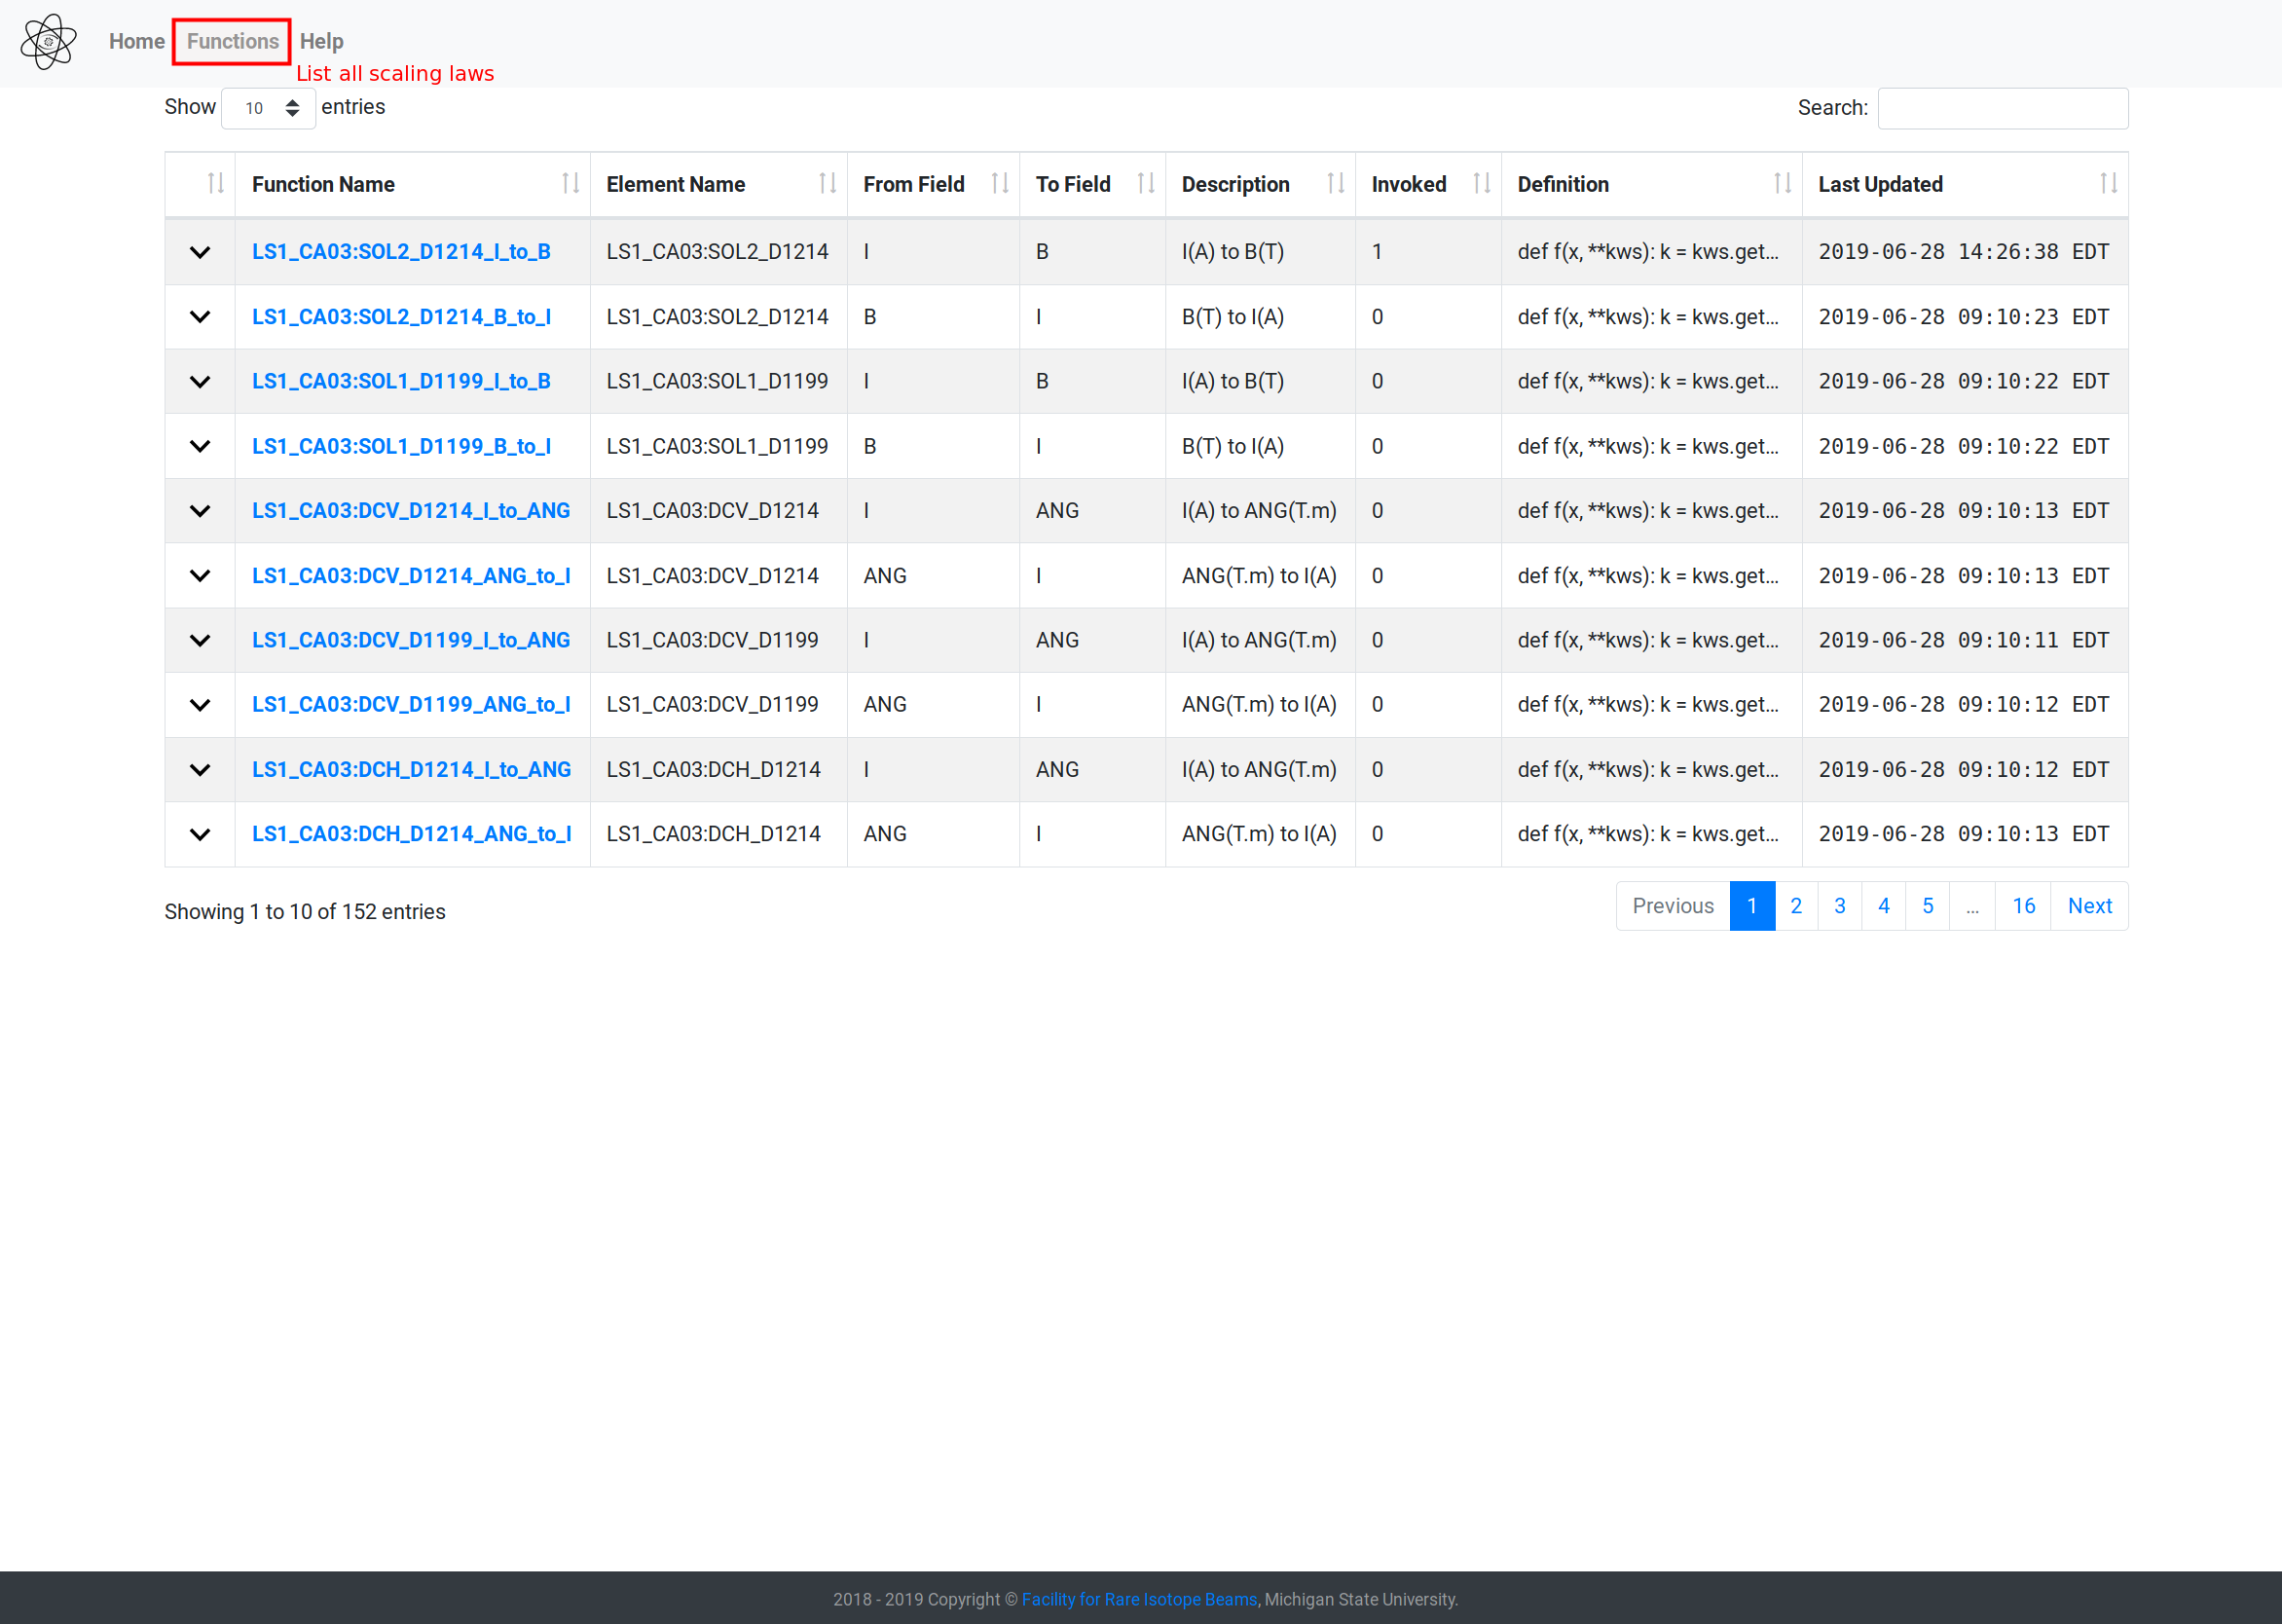 Home Functions Help
List all scaling laws
Show 10 entries Search:
Function Name Element Name From Field To Field Description Invoked Definition Last Updated
LS1_CA03:SOL2_D1214_I_to_B LS1_CA03:SOL2_D1214 I B I(A) to B(T) 1 def f(x, **kws): k = kws.get... 2019-06-28 14:26:38 EDT
LS1_CA03:SOL2_D1214_B_to_I LS1_CA03:SOL2_D1214 B I B(T) to I(A) 0 def f(x, **kws): k = kws.get... 2019-06-28 09:10:23 EDT
LS1_CA03:SOL1_D1199_I_to_B LS1_CA03:SOL1_D1199 I B I(A) to B(T) 0 def f(x, **kws): k = kws.get... 2019-06-28 09:10:22 EDT
LS1_CA03:SOL1_D1199_B_to_I LS1_CA03:SOL1_D1199 B I B(T) to I(A) 0 def f(x, **kws): k = kws.get... 2019-06-28 09:10:22 EDT
LS1_CA03:DCV_D1214_I_to_ANG LS1_CA03:DCV_D1214 I ANG I(A) to ANG(T.m) 0 def f(x, **kws): k = kws.get... 2019-06-28 09:10:13 EDT
LS1_CA03:DCV_D1214_ANG_to_I LS1_CA03:DCV_D1214 ANG I ANG(T.m) to I(A) 0 def f(x, **kws): k = kws.get... 2019-06-28 09:10:13 EDT
LS1_CA03:DCV_D1199_I_to_ANG LS1_CA03:DCV_D1199 I ANG I(A) to ANG(T.m) 0 def f(x, **kws): k = kws.get... 2019-06-28 09:10:11 EDT
LS1_CA03:DCV_D1199_ANG_to_I LS1_CA03:DCV_D1199 ANG I ANG(T.m) to I(A) 0 def f(x, **kws): k = kws.get... 2019-06-28 09:10:12 EDT
LS1_CA03:DCH_D1214_I_to_ANG LS1_CA03:DCH_D1214 I ANG I(A) to ANG(T.m) 0 def f(x, **kws): k = kws.get... 2019-06-28 09:10:12 EDT
LS1_CA03:DCH_D1214_ANG_to_I LS1_CA03:DCH_D1214 ANG I ANG(T.m) to I(A) 0 def f(x, **kws): k = kws.get... 2019-06-28 09:10:13 EDT
Showing 1 to 10 of 152 entries Previous 1 2 3 4 5 ... 16 Next
2018 - 2019 Copyright © Facility for Rare Isotope Beams, Michigan State University.